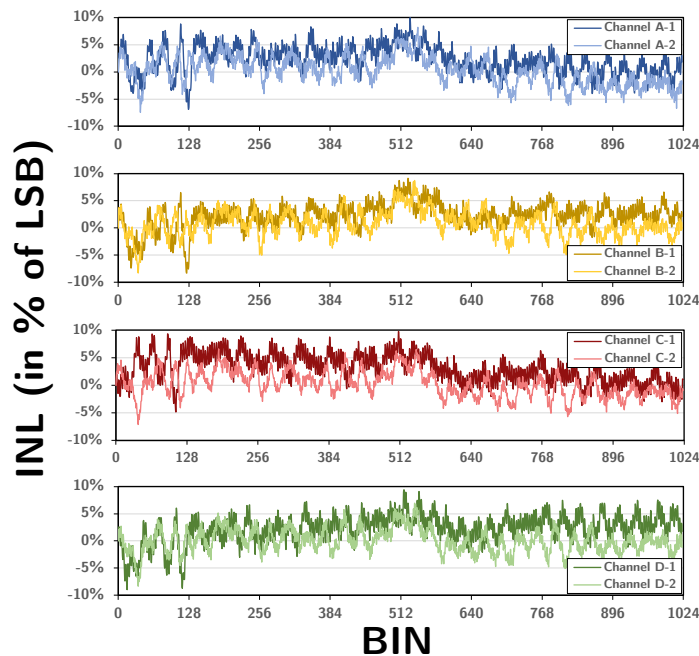 10%
5%
0%
-5%
-10%
Channel A-1
Channel A-2
0 128 256 384 512 640 768 896 1024
10%
5%
0%
-5%
-10%
Channel B-1
Channel B-2
0 128 256 384 512 640 768 896 1024
INL (in % of LSB)
10%
5%
0%
-5%
-10%
Channel C-1
Channel C-2
0 128 256 384 512 640 768 896 1024
10%
5%
0%
-5%
-10%
Channel D-1
Channel D-2
0 128 256 384 512 640 768 896 1024
BIN